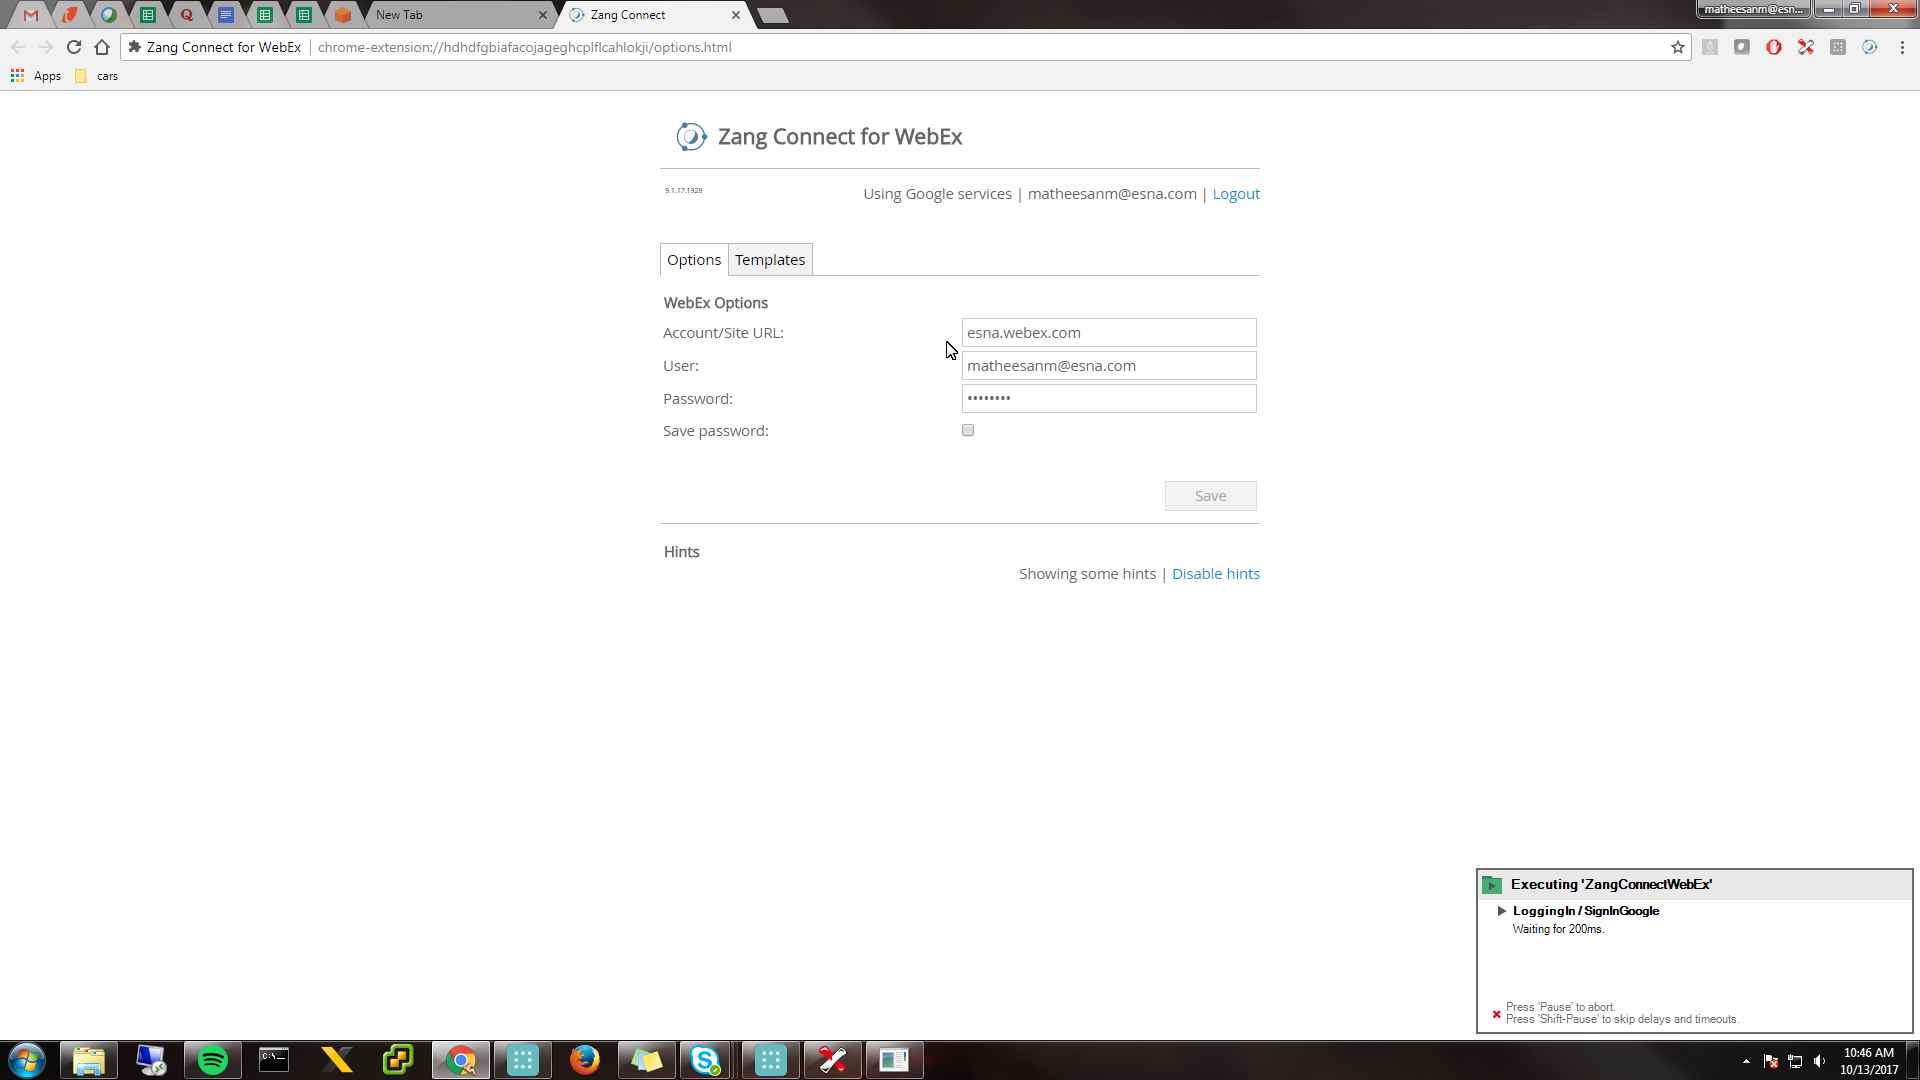 New Tab
Zang Connect
matheesanm@esn...
Zang Connect for WebEx
chrome-extension://hdhdfgbiafacojageghcplflcahlokji/options.html
Apps
cars
Zang Connect for WebEx
9.1.17.1928
Using Google services | matheesanm@esna.com | Logout
Options
Templates
WebEx Options
Account/Site URL:
esna.webex.com
User:
matheesanm@esna.com
Password:
••••••••
Save password:
Save
Hints
Showing some hints | Disable hints
Executing 'ZangConnectWebEx'
LoggingIn / SignInGoogle
Waiting for 200ms.
Press 'Pause' to abort.
Press 'Shift-Pause' to skip delays and timeouts.
C:\._
10:46 AM
10/13/2017